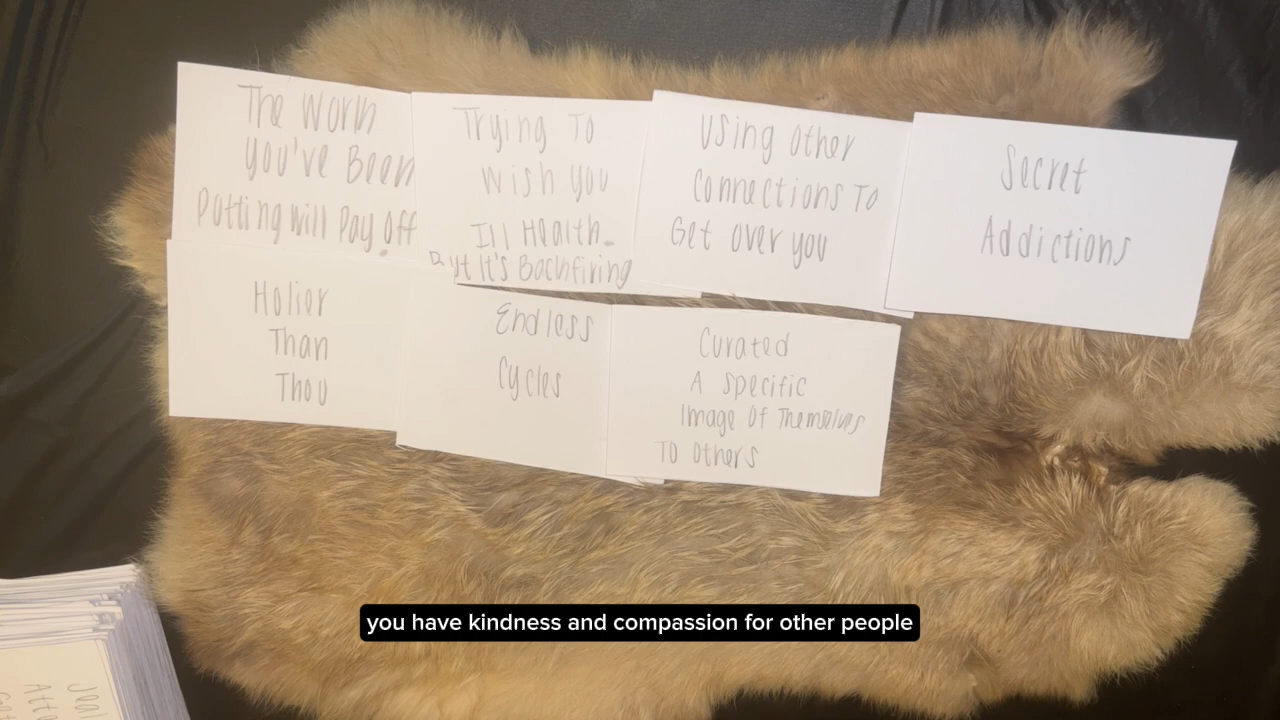 The Worh
You've Been
Putting Will Pay Off
Trying To
Wish You
Ill Health.
But It's Bachfiring
Using Other
Connections To
Get Over You
Secret
Addictions
Holier
Than
Thou
Endless
Cycles
Curated
A Specific
Image Of Themselves
To Others
you have kindness and compassion for other people